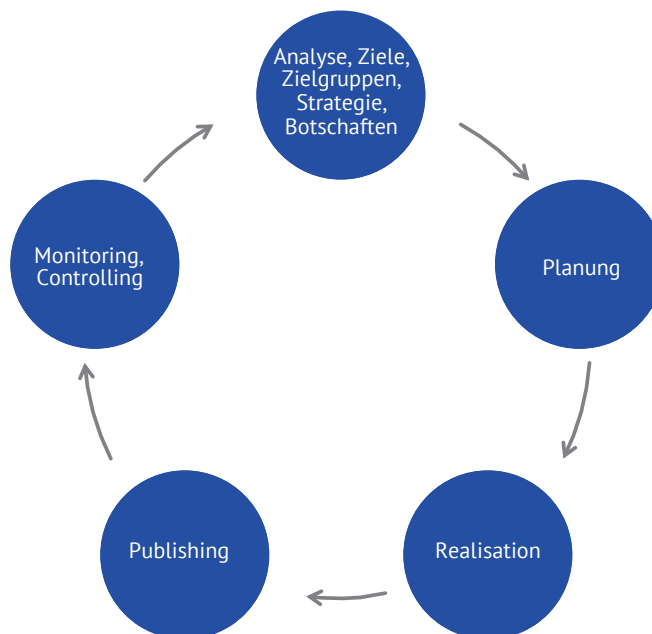 Analyse, Ziele,
Zielgruppen,
Strategie,
Botschaften
Planung
Realisation
Publishing
Monitoring,
Controlling